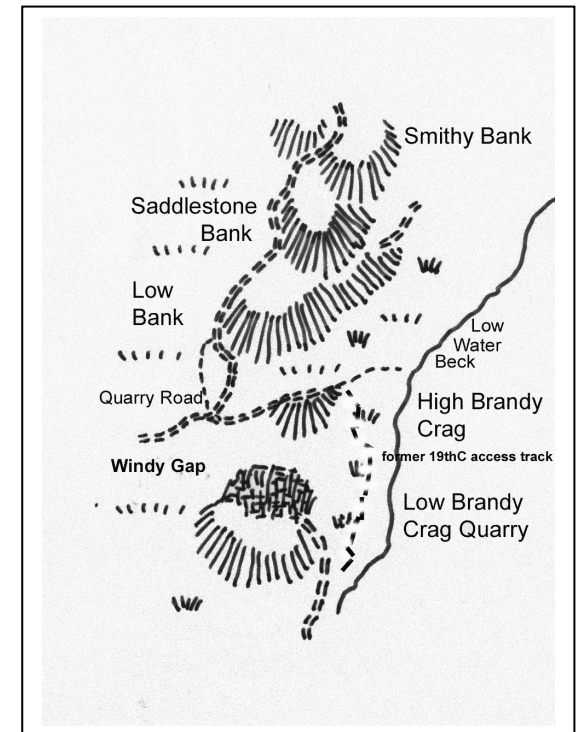 Smithy Bank
Saddlestone
Bank
Low
Bank
Low
Water
Beck
Quarry Road
High Brandy
Crag
former 19thC access track
Windy Gap
Low Brandy
Crag Quarry